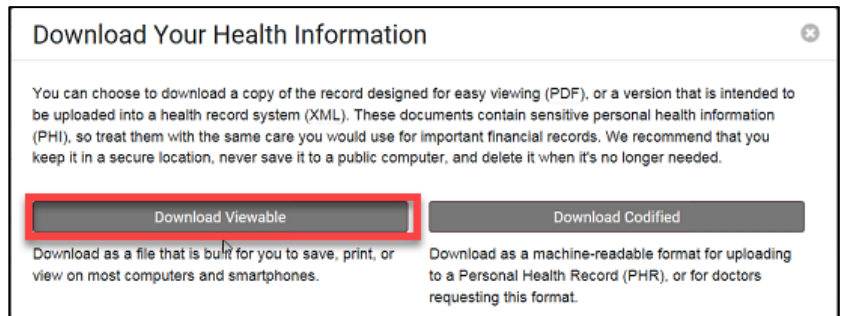 Download Your Health Information
You can choose to download a copy of the record designed for easy viewing (PDF), or a version that is intended to
be uploaded into a health record system (XML). These documents contain sensitive personal health information
(PHI), so treat them with the same care you would use for important financial records. We recommend that you
keep it in a secure location, never save it to a public computer, and delete it when it's no longer needed.
Download Viewable
Download Codified
Download as a file that is built for you to save, print, or
view on most computers and smartphones.
Download as a machine-readable format for uploading
to a Personal Health Record (PHR), or for doctors
requesting this format.